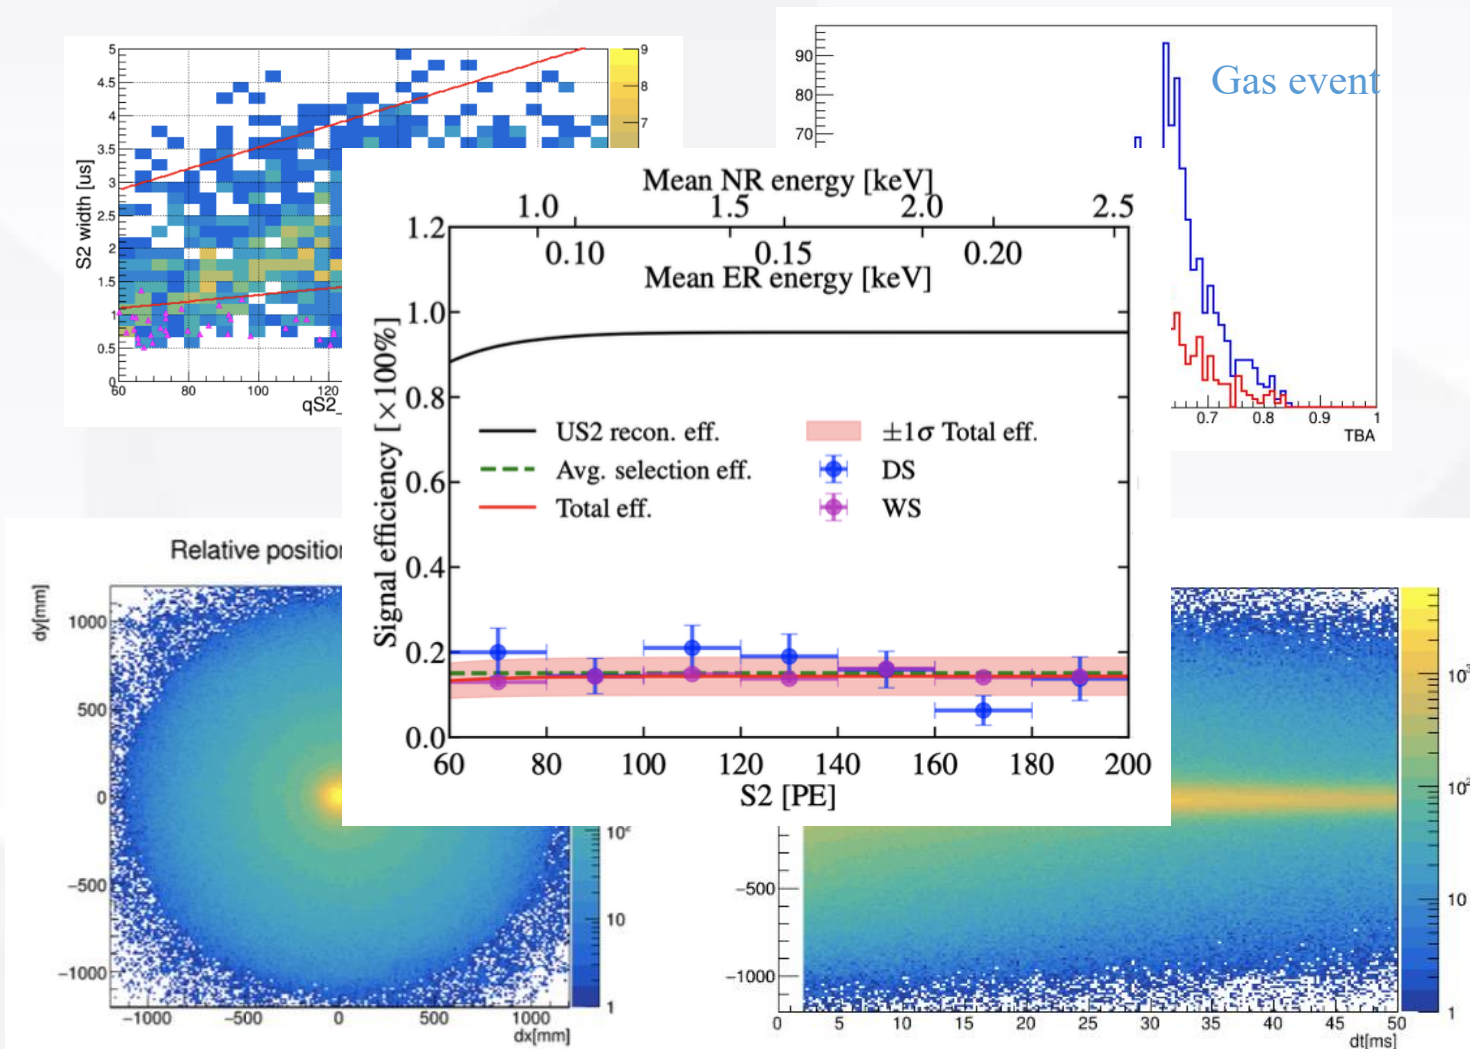 5
4.5
4
3.5
3
2.5
2
1.5
1
0.5
0
S2 width [us]
60 80 100 120
qS2_
9
8
7
90
80
70
Gas event
0.7 0.8 0.9 1
TBA
Mean NR energy [keV]
1.0 1.5 2.0 2.5
0.10 0.15 0.20
Mean ER energy [keV]
1.2
1.0
0.8
0.6
0.4
0.2
0.0
Signal efficiency [×100%]
US2 recon. eff.
Avg. selection eff.
Total eff.
±1σ Total eff.
DS
WS
60 80 100 120 140 160 180 200
S2 [PE]
Relative position
dy[mm]
1000
500
0
−500
−1000
−1000 −500 0 500 1000
dx[mm]
10²
10
1
−500
−1000
0 5 10 15 20 25 30 35 40 45 50
dt[ms]
10³
10²
10
1